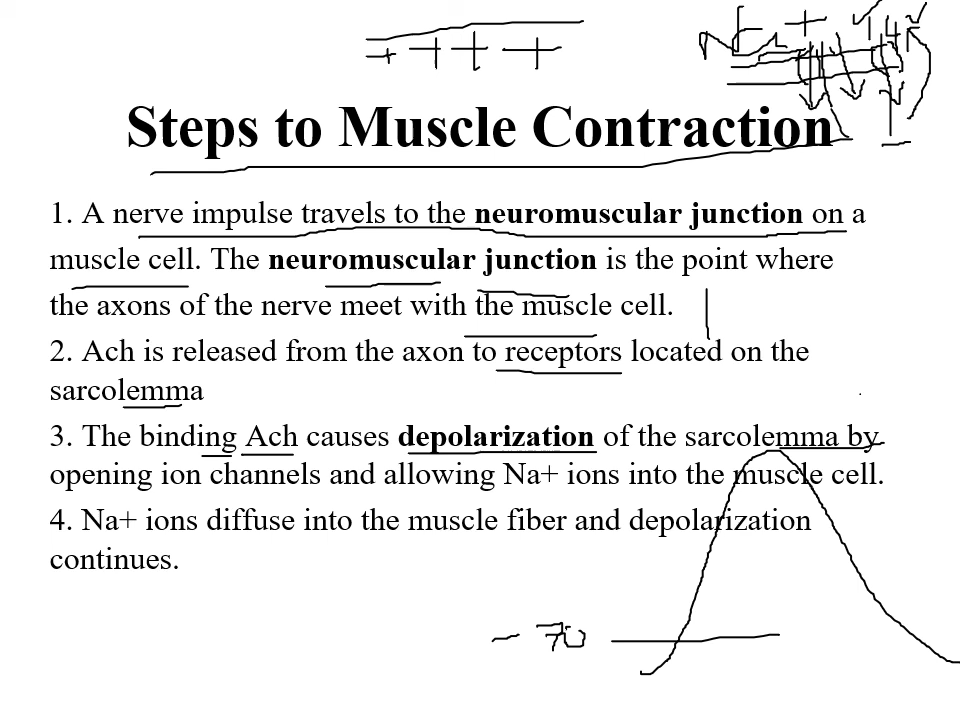 + + + +
Steps to Muscle Contraction
1. A nerve impulse travels to the neuromuscular junction on a
muscle cell. The neuromuscular junction is the point where
the axons of the nerve meet with the muscle cell.
2. Ach is released from the axon to receptors located on the
sarcolemma
3. The binding Ach causes depolarization of the sarcolemma by
opening ion channels and allowing Na+ ions into the muscle cell.
4. Na+ ions diffuse into the muscle fiber and depolarization
continues.
- 70